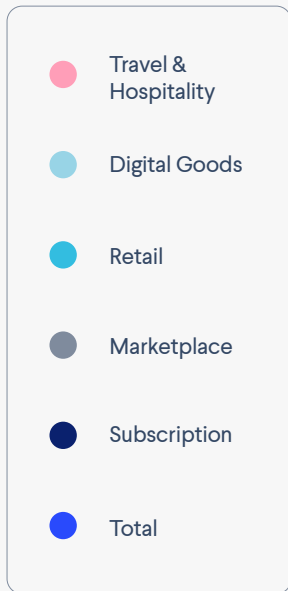 Travel &
Hospitality
Digital Goods
Retail
Marketplace
Subscription
Total